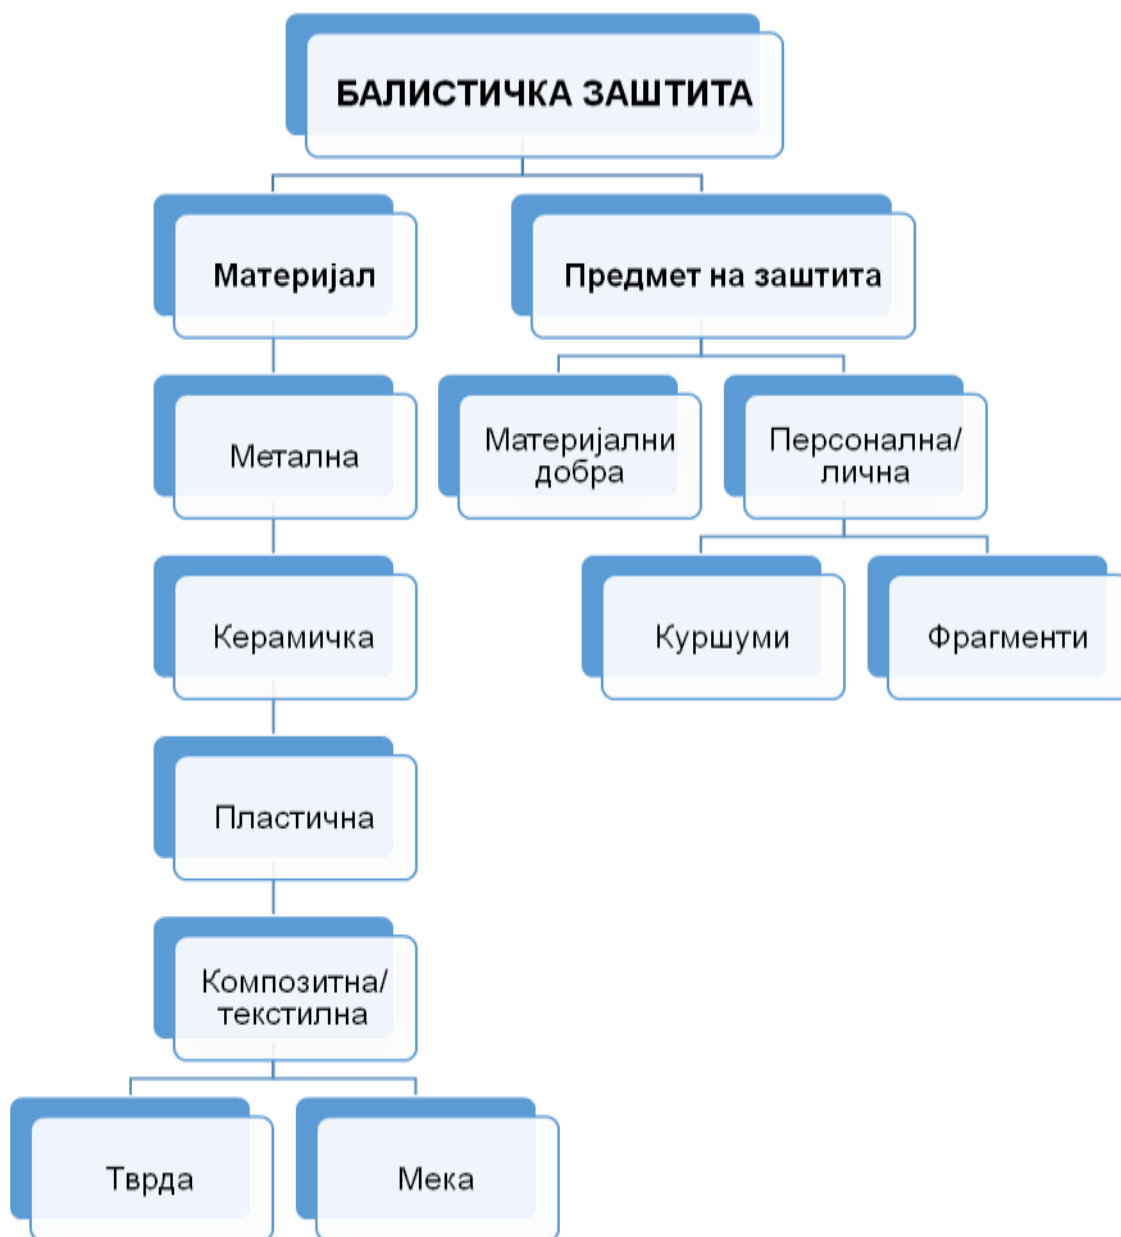 БАЛИСТИЧКА ЗАШТИТА
Материјал
Предмет на заштита
Метална
Материјални
добра
Персонална/
лична
Керамичка
Куршуми
Фрагменти
Пластична
Композитна/
текстилна
Тврда
Мека